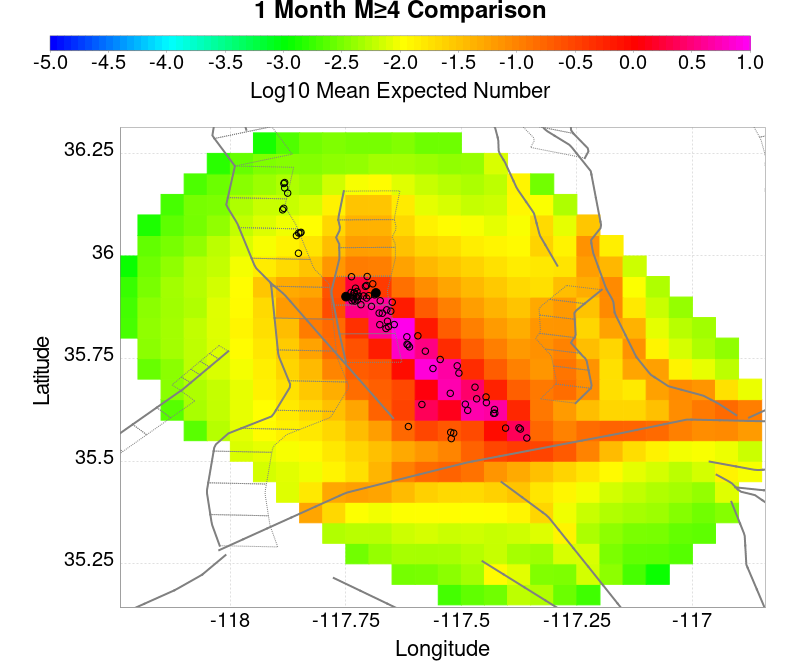 1 Month M≥4 Comparison
-5.0 -4.5 -4.0 -3.5 -3.0 -2.5 -2.0 -1.5 -1.0 -0.5 0.0 0.5 1.0
Log10 Mean Expected Number
36.25
36
35.75
35.5
35.25
Latitude
-118 -117.75 -117.5 -117.25 -117
Longitude